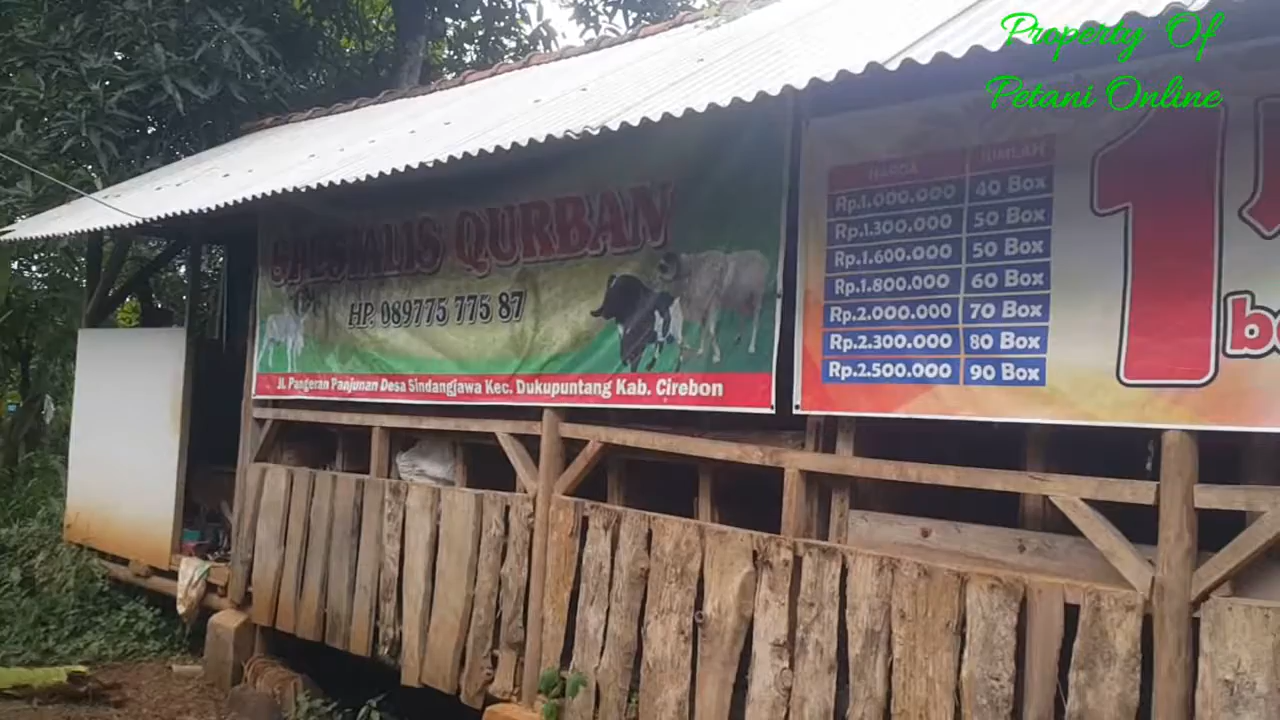 Property Of
Petani Online
SPESIALIS QURBAN
HP. 089775 775 87
Jl. Pangeran Panjunan Desa Sindangjawa Kec. Dukupuntang Kab. Cirebon
HARGA JUMLAH
Rp.1.000.000 40 Box
Rp.1.300.000 50 Box
Rp.1.600.000 50 Box
Rp.1.800.000 60 Box
Rp.2.000.000 70 Box
Rp.2.300.000 80 Box
Rp.2.500.000 90 Box
1